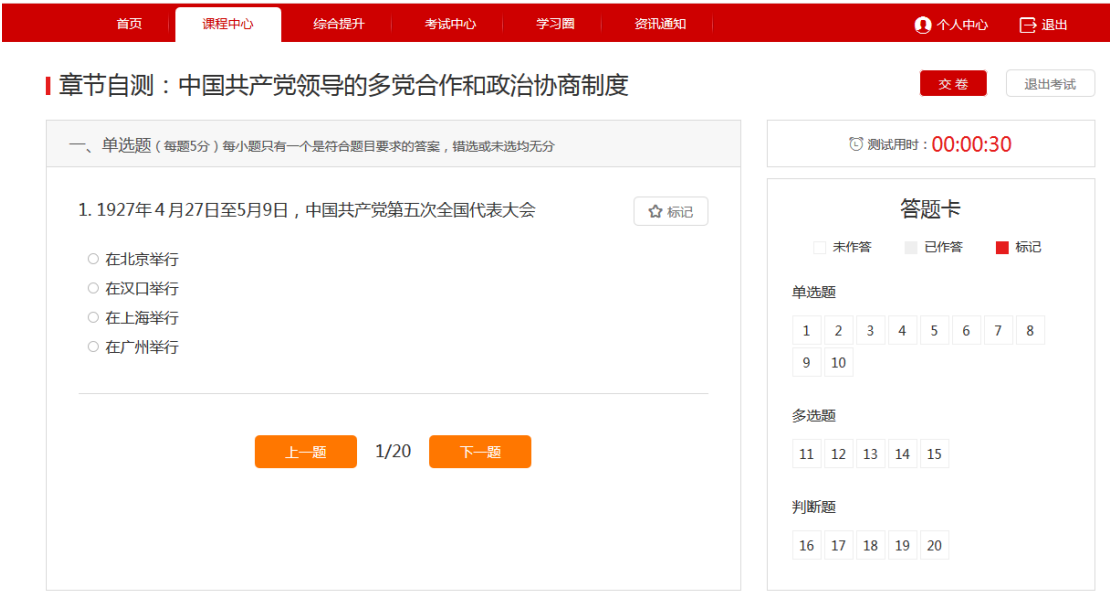 首页 课程中心 综合提升 考试中心 学习圈 资讯通知 个人中心 退出
章节自测：中国共产党领导的多党合作和政治协商制度
交 卷 退出考试
一、单选题（每题5分）每小题只有一个是符合题目要求的答案，错选或未选均无分
测试用时：00:00:30
1. 1927年４月27日至5月9日，中国共产党第五次全国代表大会
标记
在北京举行
在汉口举行
在上海举行
在广州举行
上一题 1/20 下一题
答题卡
未作答 已作答 标记
单选题
1 2 3 4 5 6 7 8
9 10
多选题
11 12 13 14 15
判断题
16 17 18 19 20